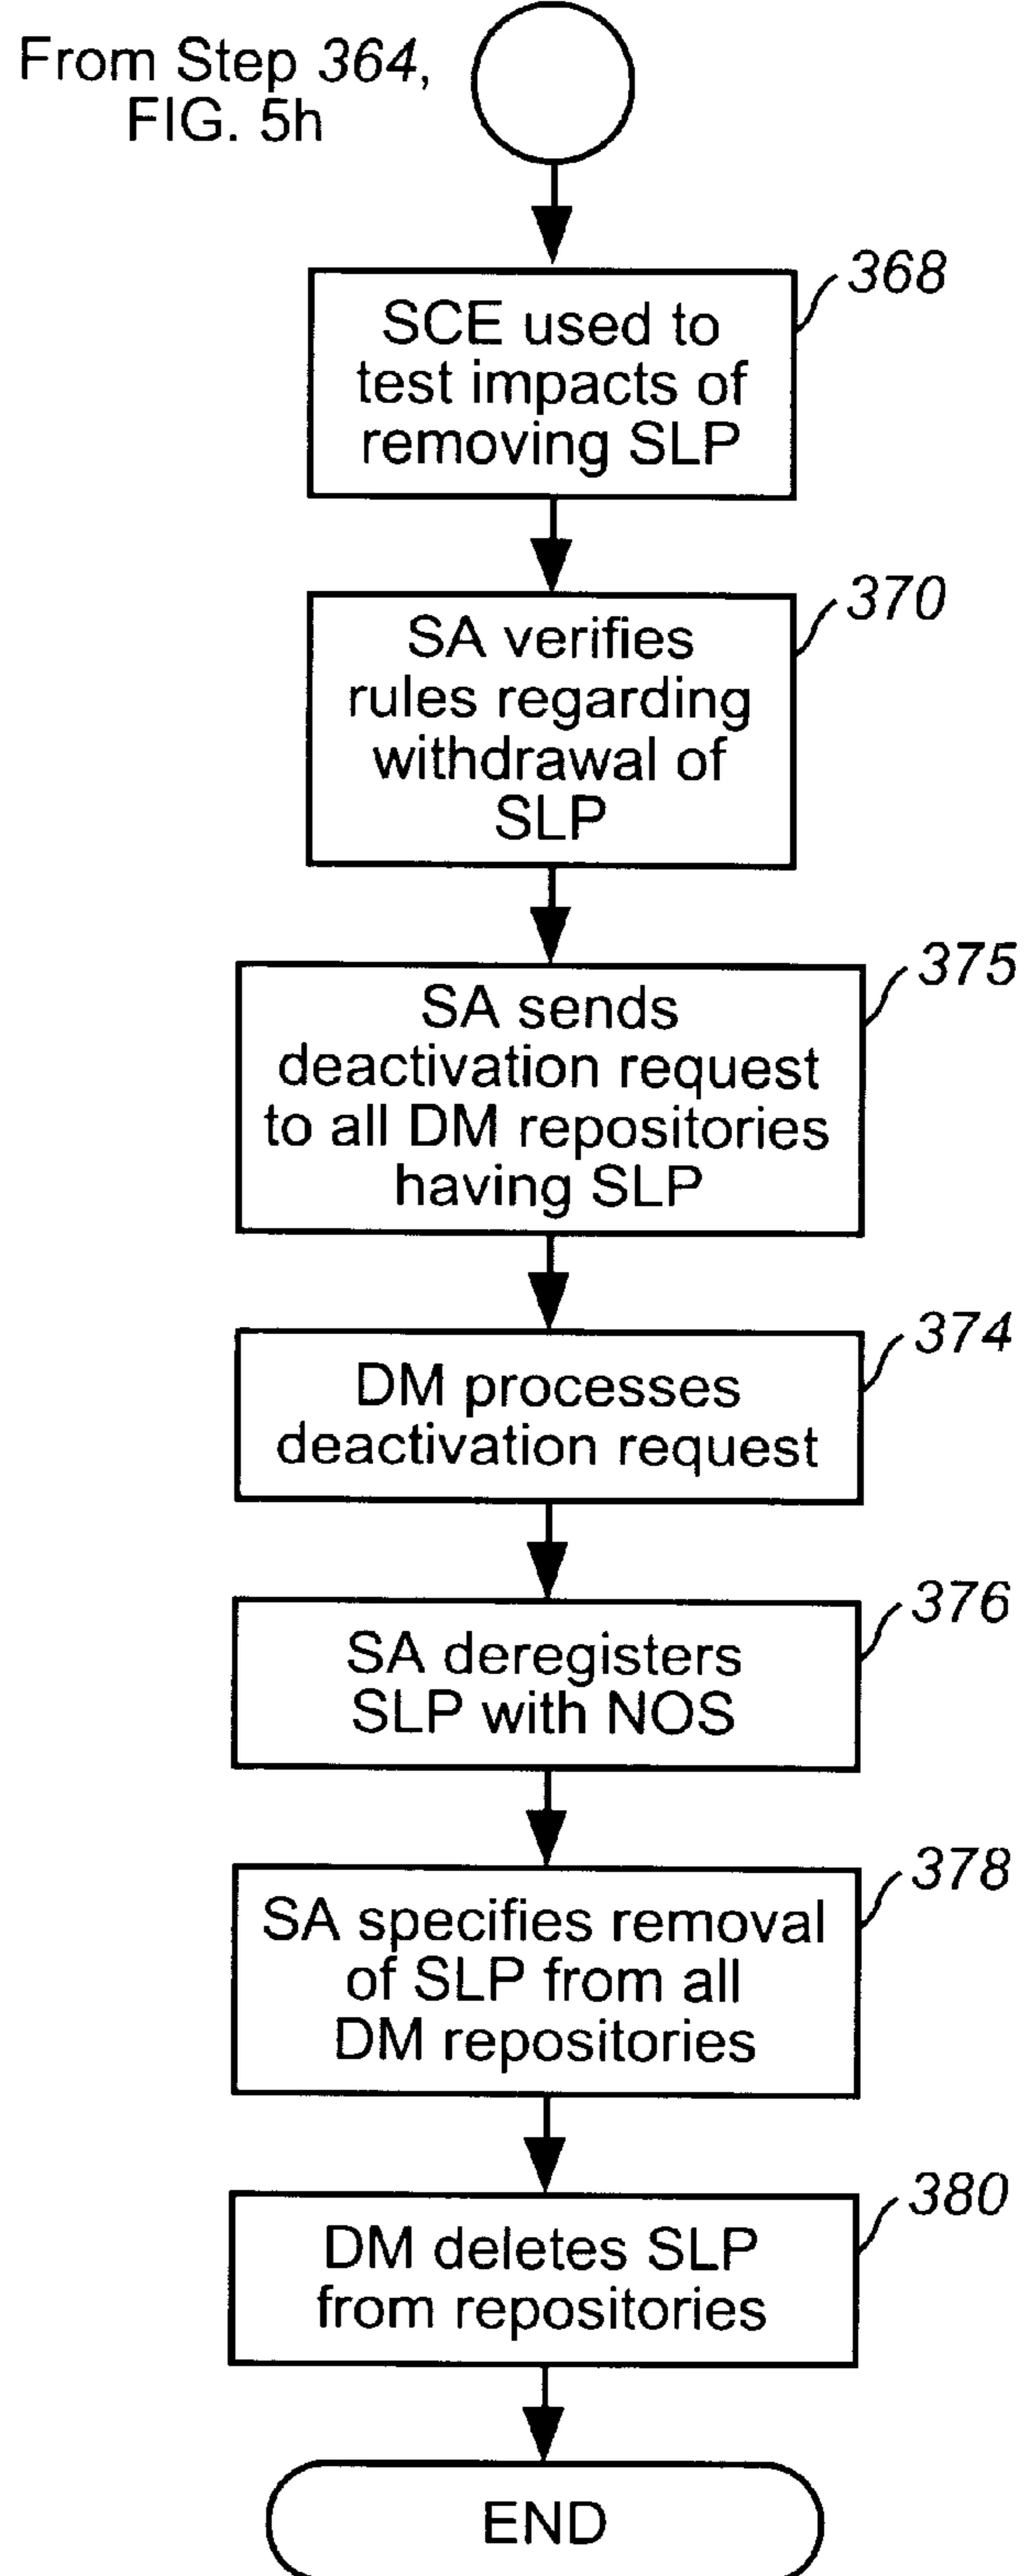 From Step 364,
FIG. 5h
368
SCE used to
test impacts of
removing SLP
370
SA verifies
rules regarding
withdrawal of
SLP
375
SA sends
deactivation request
to all DM repositories
having SLP
374
DM processes
deactivation request
376
SA deregisters
SLP with NOS
378
SA specifies removal
of SLP from all
DM repositories
380
DM deletes SLP
from repositories
END